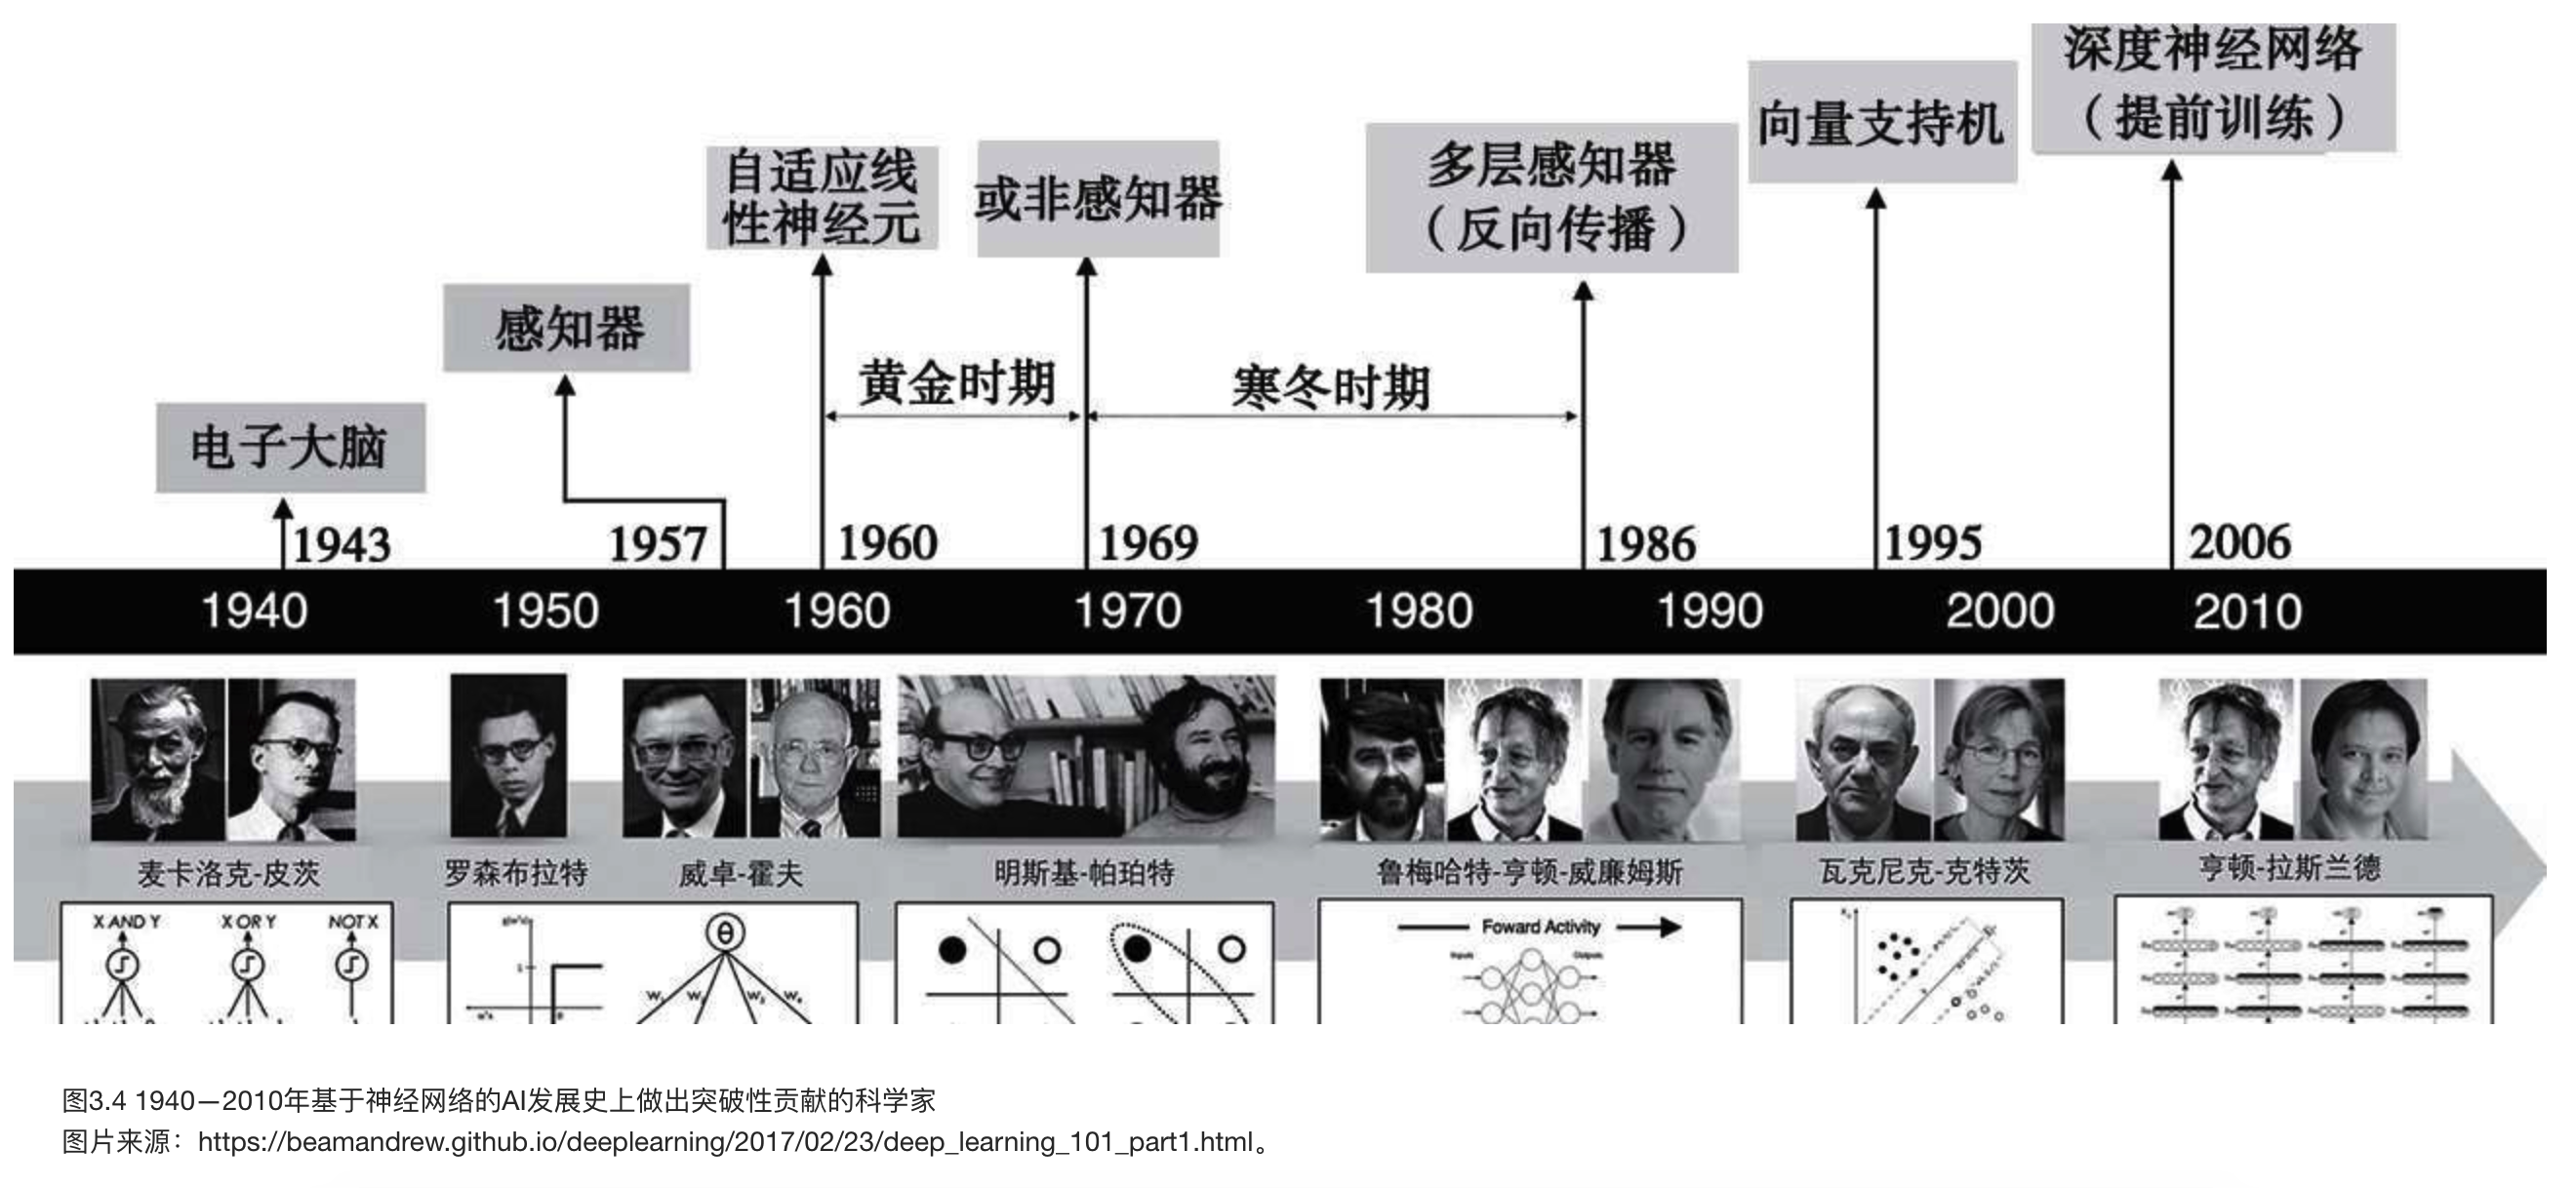 深度神经网络
（提前训练）
向量支持机
多层感知器
（反向传播）
自适应线
性神经元
或非感知器
感知器
黄金时期
寒冬时期
电子大脑
1943
1957
1960
1969
1986
1995
2006
1940
1950
1960
1970
1980
1990
2000
2010
麦卡洛克-皮茨
罗森布拉特
威卓-霍夫
明斯基-帕珀特
鲁梅哈特-亨顿-威廉姆斯
瓦克尼克-克特茨
亨顿-拉斯兰德
X AND Y
X OR Y
NOT X
θ
Foward Activity
Inputs
Outputs
图3.4 1940—2010年基于神经网络的AI发展史上做出突破性贡献的科学家
图片来源：https://beamandrew.github.io/deeplearning/2017/02/23/deep_learning_101_part1.html。